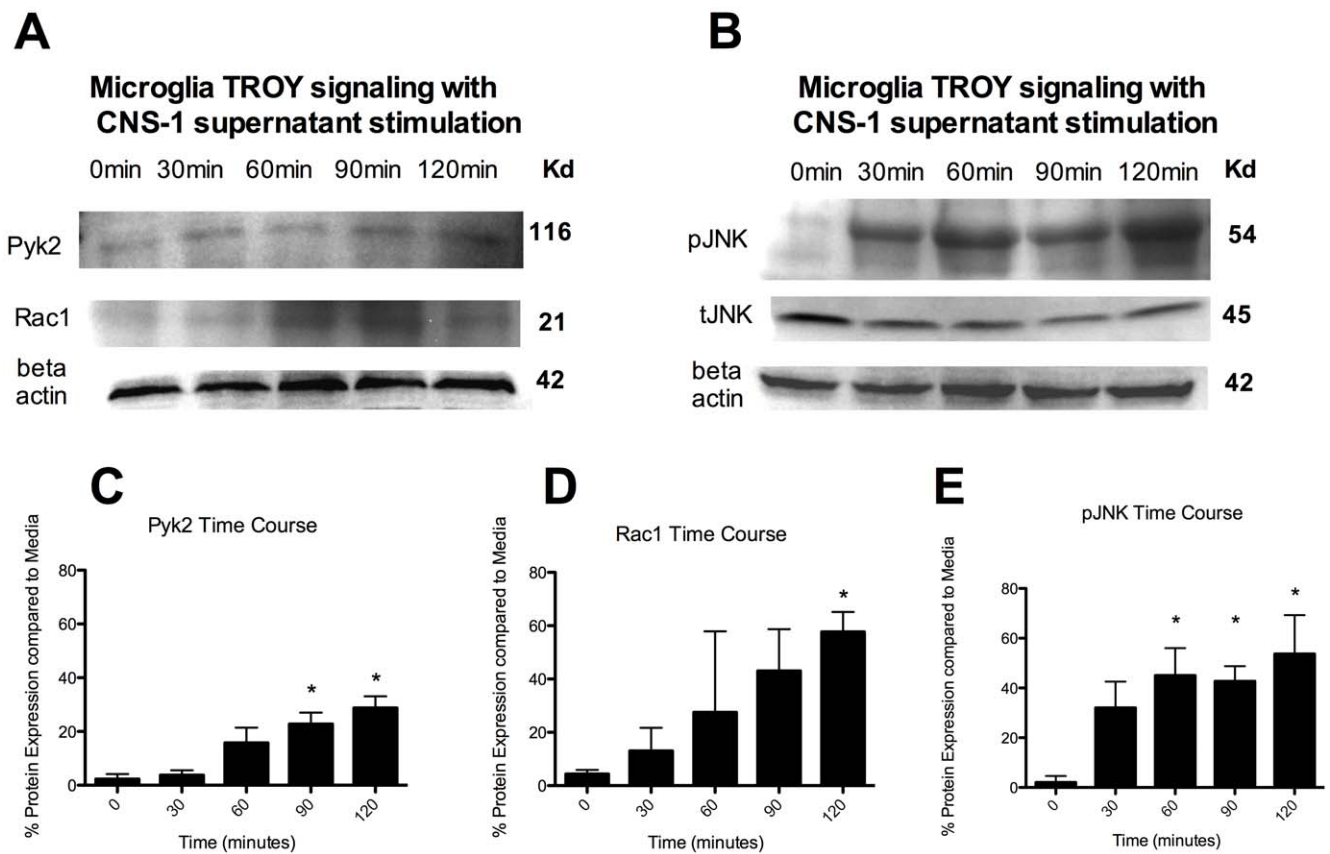 A
Microglia TROY signaling with
CNS-1 supernatant stimulation
0min 30min 60min 90min 120min Kd
Pyk2 116
Rac1 21
beta
actin 42
B
Microglia TROY signaling with
CNS-1 supernatant stimulation
0min 30min 60min 90min 120min Kd
pJNK 54
tJNK 45
beta
actin 42
C
Pyk2 Time Course
% Protein Expression compared to Media
80
60
40
20
0
* *
0 30 60 90 120
Time (minutes)
D
Rac1 Time Course
% Protein Expression compared to Media
80
60
40
20
0
*
0 30 60 90 120
Time (minutes)
E
pJNK Time Course
% Protein Expression compared to Media
80
60
40
20
0
* * *
0 30 60 90 120
Time (minutes)